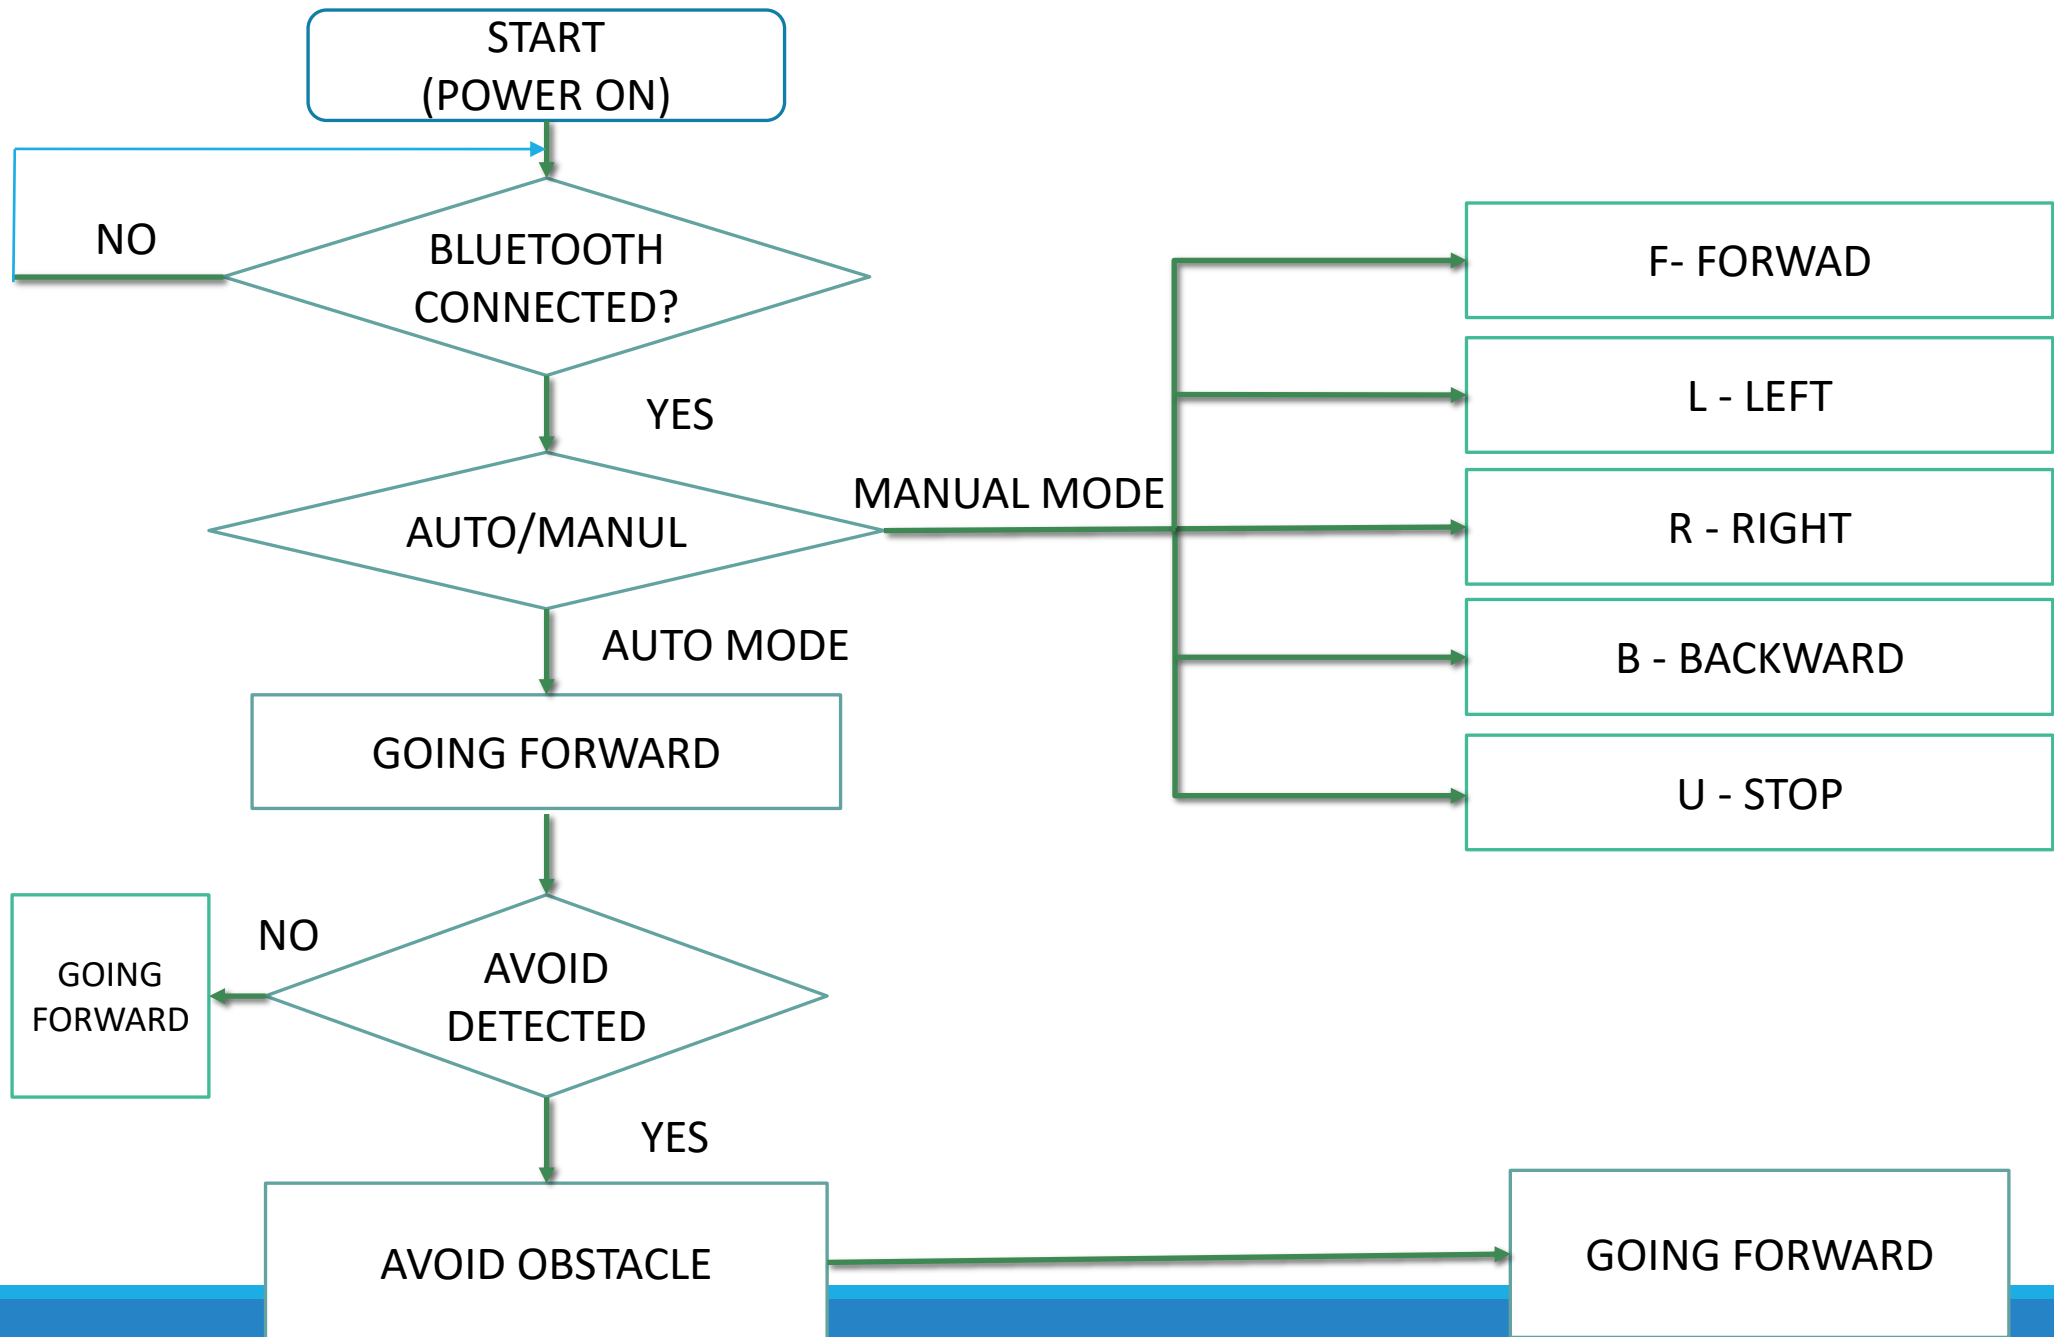 START
(POWER ON)
NO
BLUETOOTH
CONNECTED?
YES
AUTO/MANUL
MANUAL MODE
F- FORWAD
L - LEFT
R - RIGHT
B - BACKWARD
U - STOP
AUTO MODE
GOING FORWARD
NO
GOING
FORWARD
AVOID
DETECTED
YES
AVOID OBSTACLE
GOING FORWARD